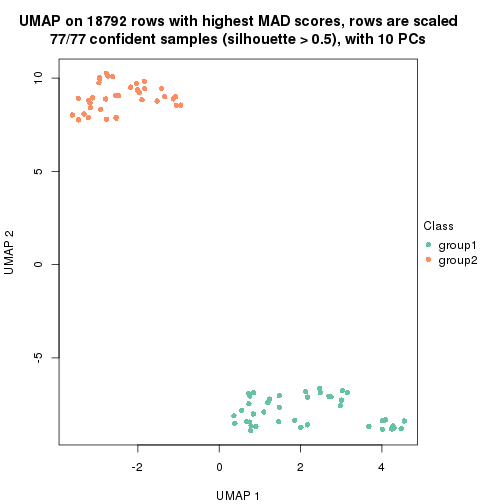 UMAP on 18792 rows with highest MAD scores, rows are scaled
77/77 confident samples (silhouette > 0.5), with 10 PCs
10
5
0
-5
UMAP 2
-2
0
2
4
UMAP 1
Class
group1
group2